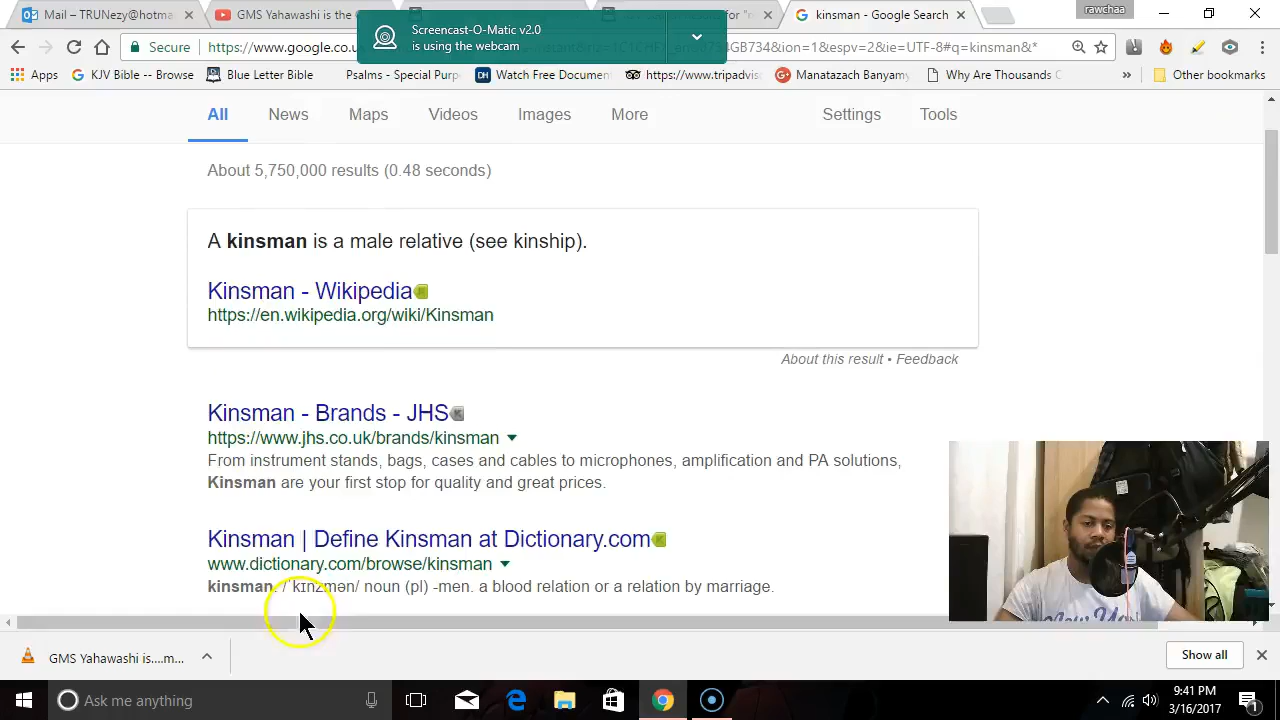 Mail – TRUNezy@hotma
GMS Yahawashi is the
kinsman - Google Search
rawchaa
Screencast-O-Matic v2.0
is using the webcam
Secure
https://www.google.co.u
GB734&ion=1&espv=2&ie=UTF-8#q=kinsman&*
Apps
KJV Bible -- Browse
Blue Letter Bible
Psalms - Special Purp
Watch Free Documen
https://www.tripadvis
Manatazach Banyamy
Why Are Thousands
Other bookmarks
All
News
Maps
Videos
Images
More
Settings
Tools
About 5,750,000 results (0.48 seconds)
A kinsman is a male relative (see kinship).
Kinsman - Wikipedia
https://en.wikipedia.org/wiki/Kinsman
About this result • Feedback
Kinsman - Brands - JHS
https://www.jhs.co.uk/brands/kinsman
From instrument stands, bags, cases and cables to microphones, amplification and PA solutions,
Kinsman are your first stop for quality and great prices.
Kinsman | Define Kinsman at Dictionary.com
www.dictionary.com/browse/kinsman
kinsman. / ˈkɪnzmən/ noun (pl) -men. a blood relation or a relation by marriage.
GMS Yahawashi is....m...
Show all
Ask me anything
9:41 PM
3/16/2017
1